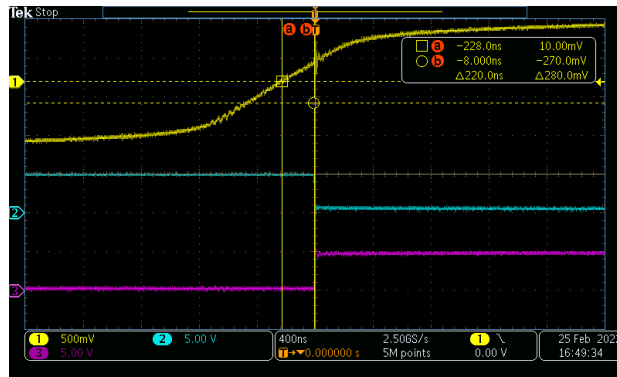 Tek Stop
T
a b T
a -228.0ns 10.00mV
b -8.000ns -270.0mV
Δ220.0ns Δ280.0mV
1
2
3
1 500mV 2 5.00 V 400ns 2.50GS/s 1 25 Feb 202
3 5.00 V T→▼0.000000 s 5M points 0.00 V 16:49:34